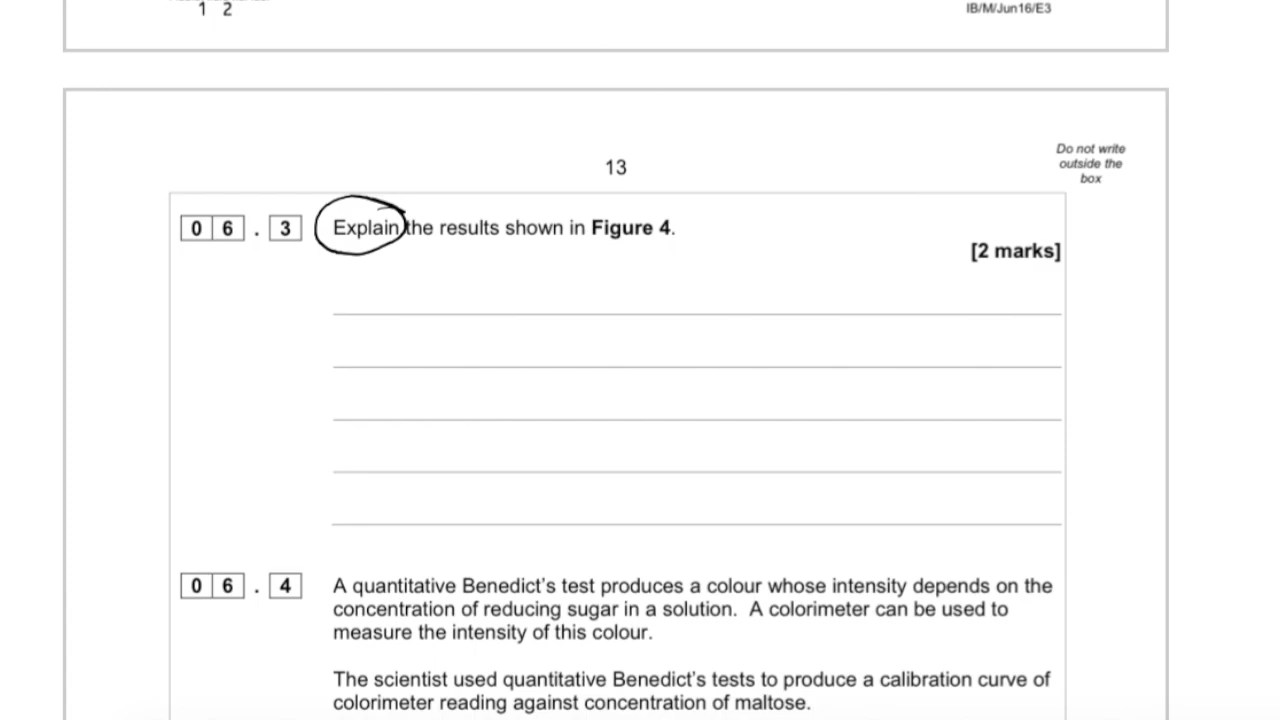 1 2
IB/M/Jun16/E3
13
Do not write
outside the
box
0 6 . 3 Explain the results shown in Figure 4.
[2 marks]
0 6 . 4 A quantitative Benedict's test produces a colour whose intensity depends on the
concentration of reducing sugar in a solution. A colorimeter can be used to
measure the intensity of this colour.
The scientist used quantitative Benedict's tests to produce a calibration curve of
colorimeter reading against concentration of maltose.